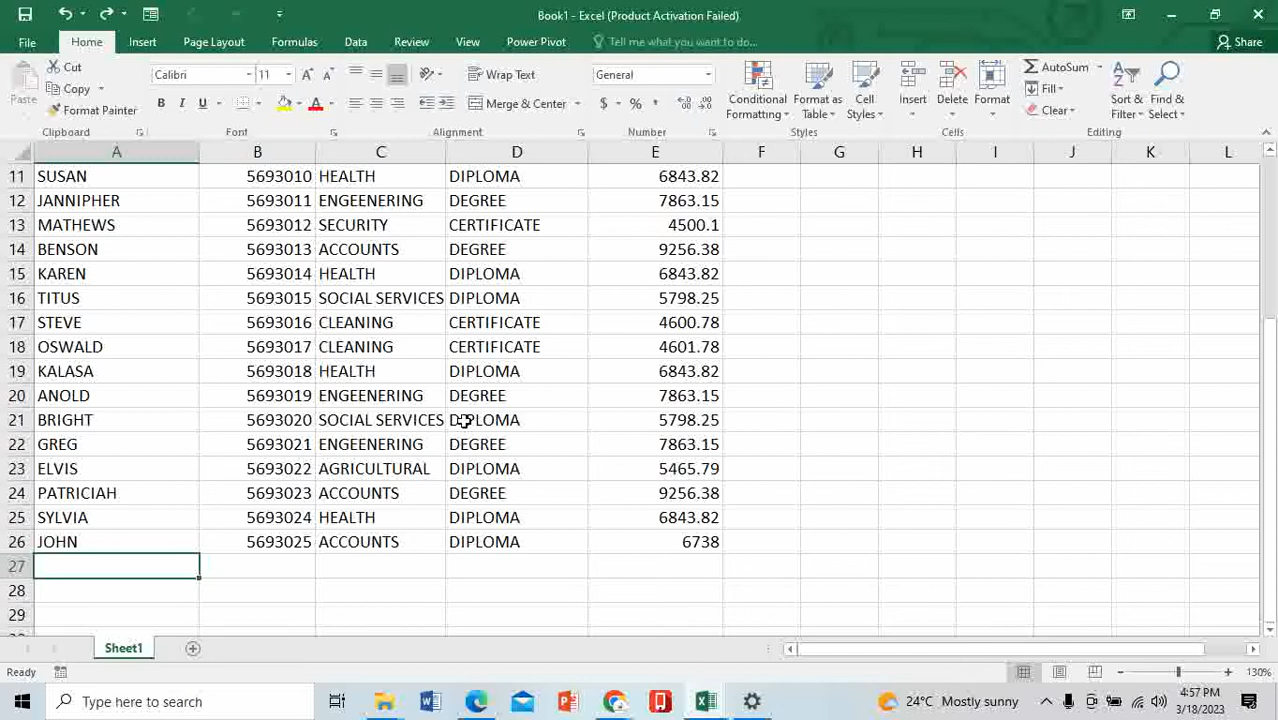 Book1 - Excel (Product Activation Failed)
File Home Insert Page Layout Formulas Data Review View Power Pivot Tell me what you want to do... Share
Paste Cut Copy Format Painter Clipboard
Calibri 11 B I U Font
Wrap Text Merge & Center Alignment
General $ % , Number
Conditional Formatting Format as Table Cell Styles Styles
Insert Delete Format Cells
AutoSum Fill Clear Sort & Filter Find & Select Editing
A B C D E F G H I J K L
11 SUSAN 5693010 HEALTH DIPLOMA 6843.82
12 JANNIPHER 5693011 ENGEENERING DEGREE 7863.15
13 MATHEWS 5693012 SECURITY CERTIFICATE 4500.1
14 BENSON 5693013 ACCOUNTS DEGREE 9256.38
15 KAREN 5693014 HEALTH DIPLOMA 6843.82
16 TITUS 5693015 SOCIAL SERVICES DIPLOMA 5798.25
17 STEVE 5693016 CLEANING CERTIFICATE 4600.78
18 OSWALD 5693017 CLEANING CERTIFICATE 4601.78
19 KALASA 5693018 HEALTH DIPLOMA 6843.82
20 ANOLD 5693019 ENGEENERING DEGREE 7863.15
21 BRIGHT 5693020 SOCIAL SERVICES DIPLOMA 5798.25
22 GREG 5693021 ENGEENERING DEGREE 7863.15
23 ELVIS 5693022 AGRICULTURAL DIPLOMA 5465.79
24 PATRICIAH 5693023 ACCOUNTS DEGREE 9256.38
25 SYLVIA 5693024 HEALTH DIPLOMA 6843.82
26 JOHN 5693025 ACCOUNTS DIPLOMA 6738
27
28
29
Sheet1
Ready 130%
Type here to search 24°C Mostly sunny 4:57 PM
3/18/2023